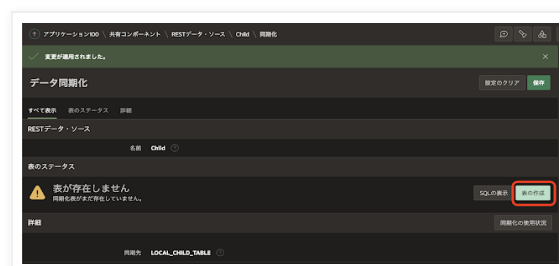 アプリケーション100 \ 共有コンポーネント \ RESTデータ・ソース \ Child \ 同期化
変更が適用されました。
データ同期化
設定のクリア
保存
すべて表示 表のステータス 詳細
RESTデータ・ソース
名前 Child
表のステータス
表が存在しません
同期化表がまだ存在していません。
SQLの表示
表の作成
詳細
同期化の使用状況
同期先 LOCAL_CHILD_TABLE